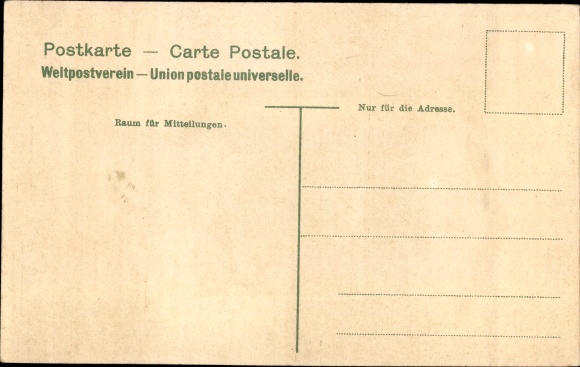 Postkarte — Carte Postale.
Weltpostverein — Union postale universelle.
Nur für die Adresse.
Raum für Mitteilungen.